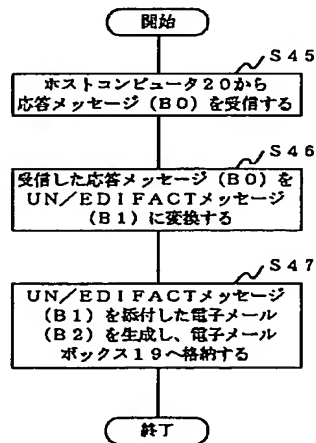 開始
S45
ホストコンピュータ20から
応答メッセージ(B0)を受信する
S46
受信した応答メッセージ(B0)を
UN/EDIFACTメッセージ
(B1)に変換する
S47
UN/EDIFACTメッセージ
(B1)を添付した電子メール
(B2)を生成し、電子メール
ボックス19へ格納する
終了